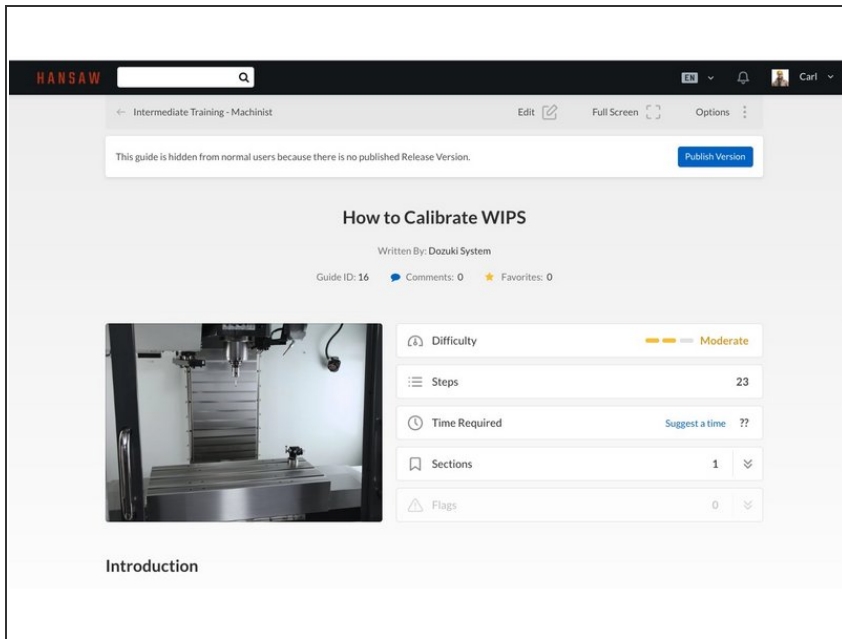 HANSAW
EN
Carl
Intermediate Training - Machinist
Edit
Full Screen
Options
This guide is hidden from normal users because there is no published Release Version.
Publish Version
How to Calibrate WIPS
Written By: Dozuki System
Guide ID: 16
Comments: 0
Favorites: 0
Difficulty
Moderate
Steps
23
Time Required
Suggest a time
??
Sections
1
Flags
0
Introduction